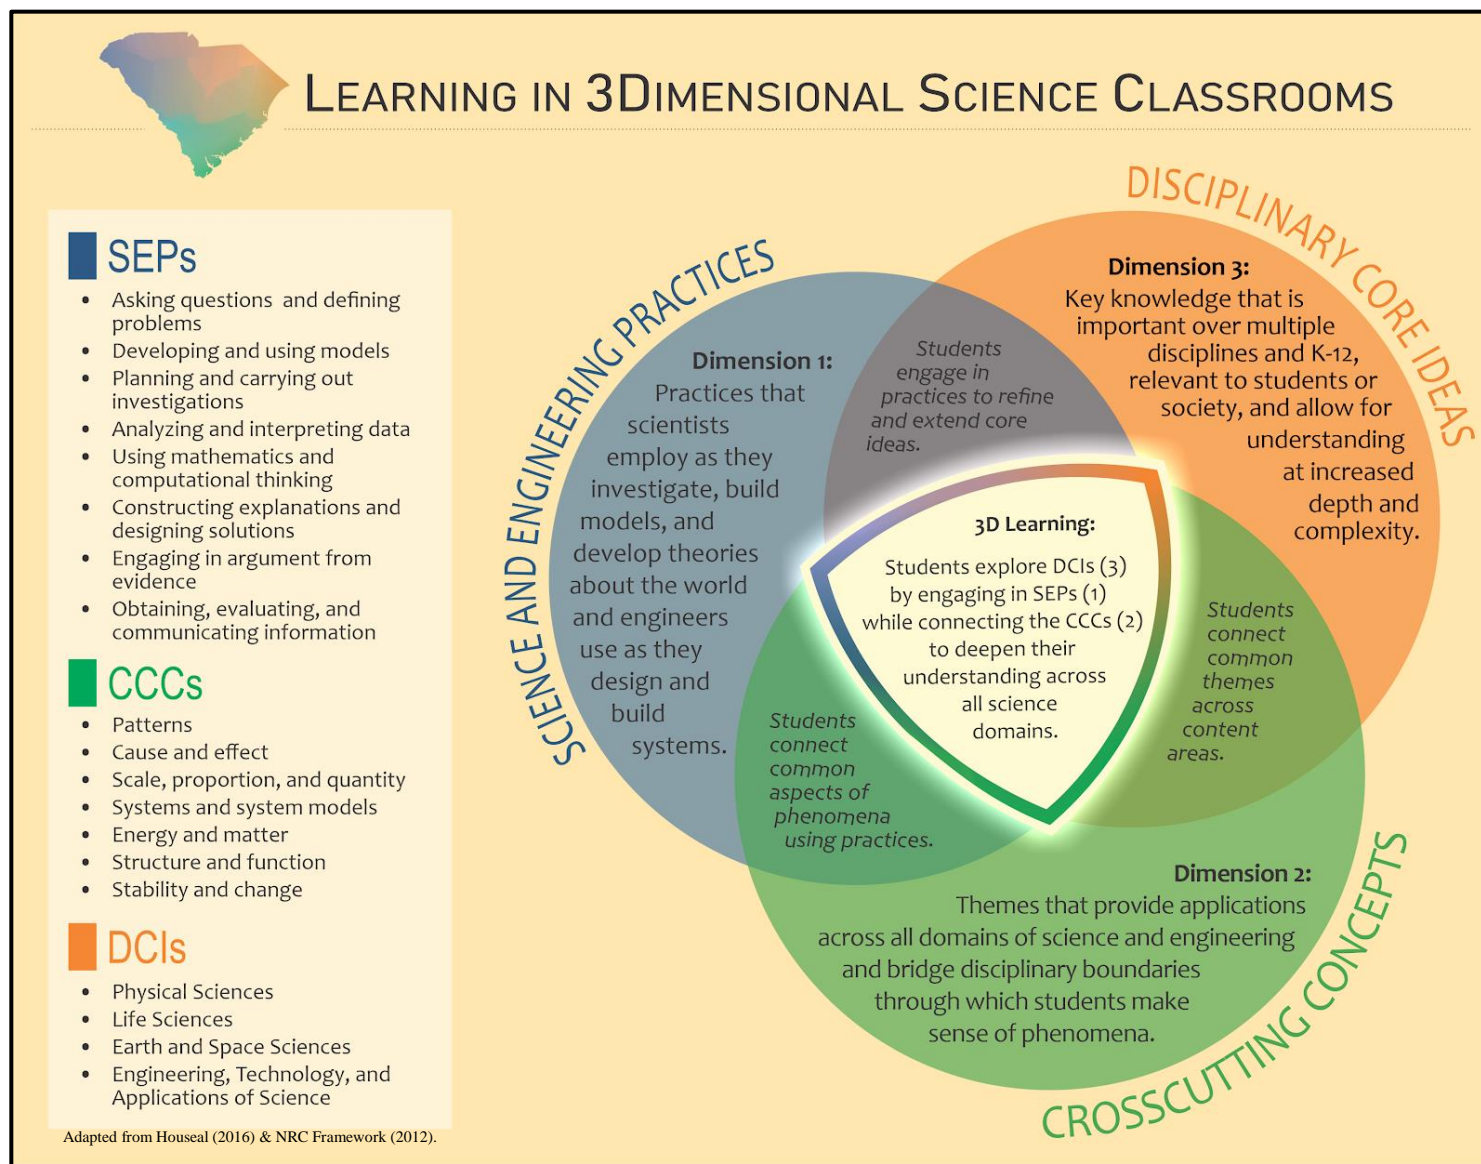 LEARNING IN 3DIMENSIONAL SCIENCE CLASSROOMS
SEPs
• Asking questions and defining
problems
• Developing and using models
• Planning and carrying out
investigations
• Analyzing and interpreting data
• Using mathematics and
computational thinking
• Constructing explanations and
designing solutions
• Engaging in argument from
evidence
• Obtaining, evaluating, and
communicating information
CCCs
• Patterns
• Cause and effect
• Scale, proportion, and quantity
• Systems and system models
• Energy and matter
• Structure and function
• Stability and change
DCIs
• Physical Sciences
• Life Sciences
• Earth and Space Sciences
• Engineering, Technology, and
Applications of Science
Adapted from Houseal (2016) & NRC Framework (2012).
SCIENCE AND ENGINEERING PRACTICES
Dimension 1:
Practices that
scientists
employ as they
investigate, build
models, and
develop theories
about the world
and engineers
use as they
design and
build
systems.
Students
engage in
practices to refine
and extend core
ideas.
DISCIPLINARY CORE IDEAS
Dimension 3:
Key knowledge that is
important over multiple
disciplines and K-12,
relevant to students or
society, and allow for
understanding
at increased
depth and
complexity.
3D Learning:
Students explore DCIs (3)
by engaging in SEPs (1)
while connecting the CCCs (2)
to deepen their
understanding across
all science
domains.
Students
connect
common
themes
across
content
areas.
Students
connect
common
aspects of
phenomena
using practices.
Dimension 2:
Themes that provide applications
across all domains of science and engineering
and bridge disciplinary boundaries
through which students make
sense of phenomena.
CROSSCUTTING CONCEPTS